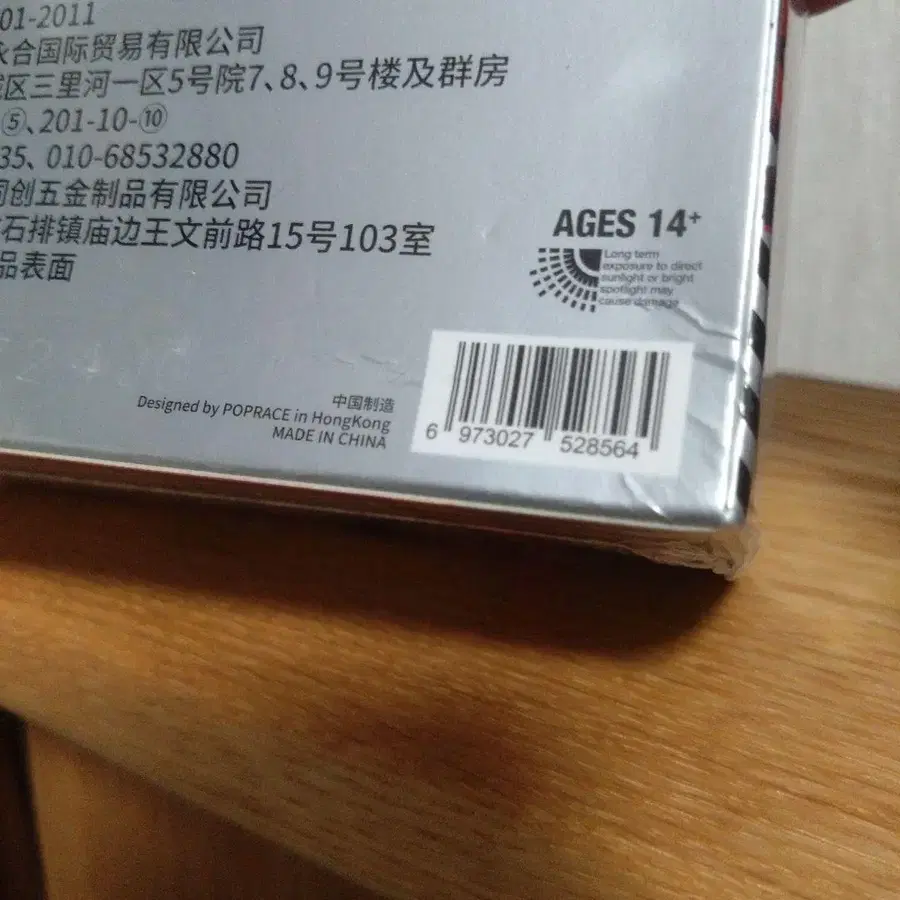 01-2011
永合国际贸易有限公司
区三里河一区5号院7、8、9号楼及群房
⑤、201-10-⑩
35、010-68532880
同创五金制品有限公司
石排镇庙边王文前路15号103室
品表面
AGES 14+
Long term
exposure to direct
sunlight or bright
spotlight may
cause damage
中国制造
Designed by POPRACE in HongKong
MADE IN CHINA
6 973027 528564